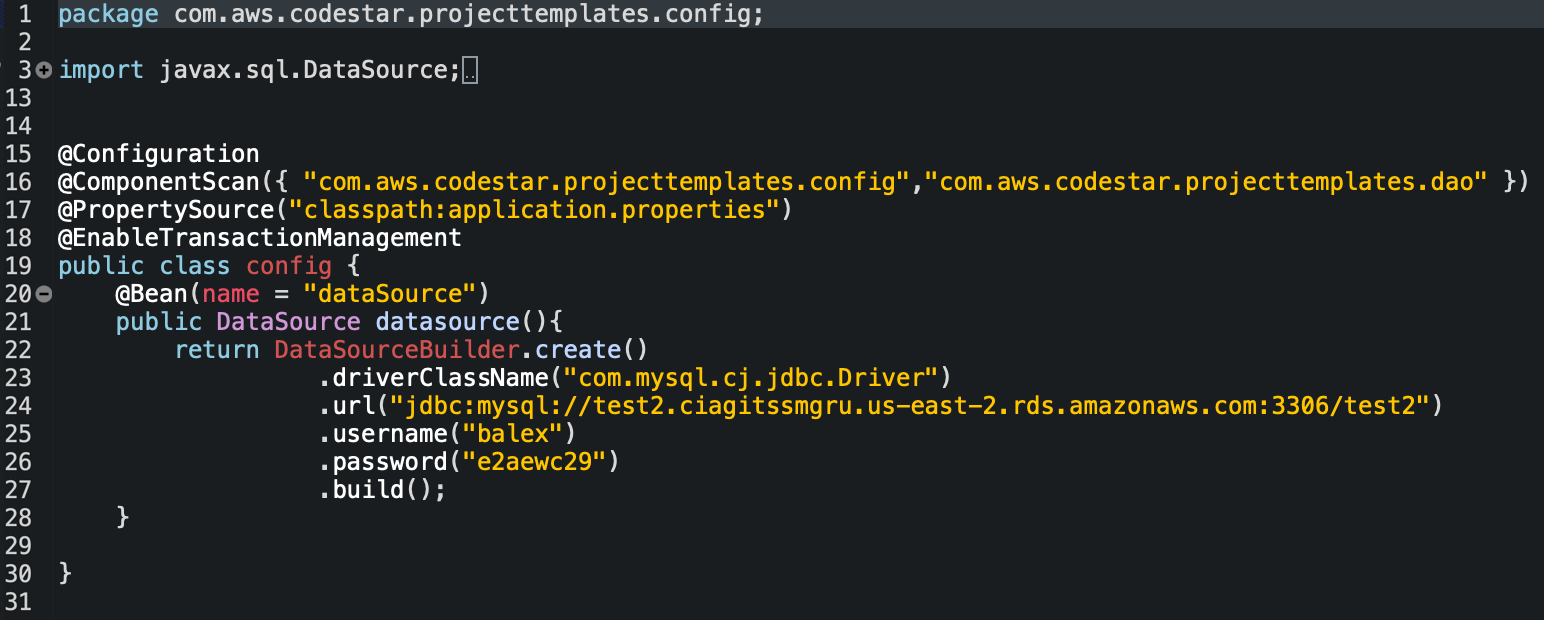 1 package com.aws.codestar.projecttemplates.config;
2
3 import javax.sql.DataSource;..
13
14
15 @Configuration
16 @ComponentScan({ "com.aws.codestar.projecttemplates.config","com.aws.codestar.projecttemplates.dao" })
17 @PropertySource("classpath:application.properties")
18 @EnableTransactionManagement
19 public class config {
20     @Bean(name = "dataSource")
21     public DataSource datasource(){
22         return DataSourceBuilder.create()
23                   .driverClassName("com.mysql.cj.jdbc.Driver")
24                   .url("jdbc:mysql://test2.ciagitssmgru.us-east-2.rds.amazonaws.com:3306/test2")
25                   .username("balex")
26                   .password("e2aewc29")
27                   .build();
28     }
29
30 }
31